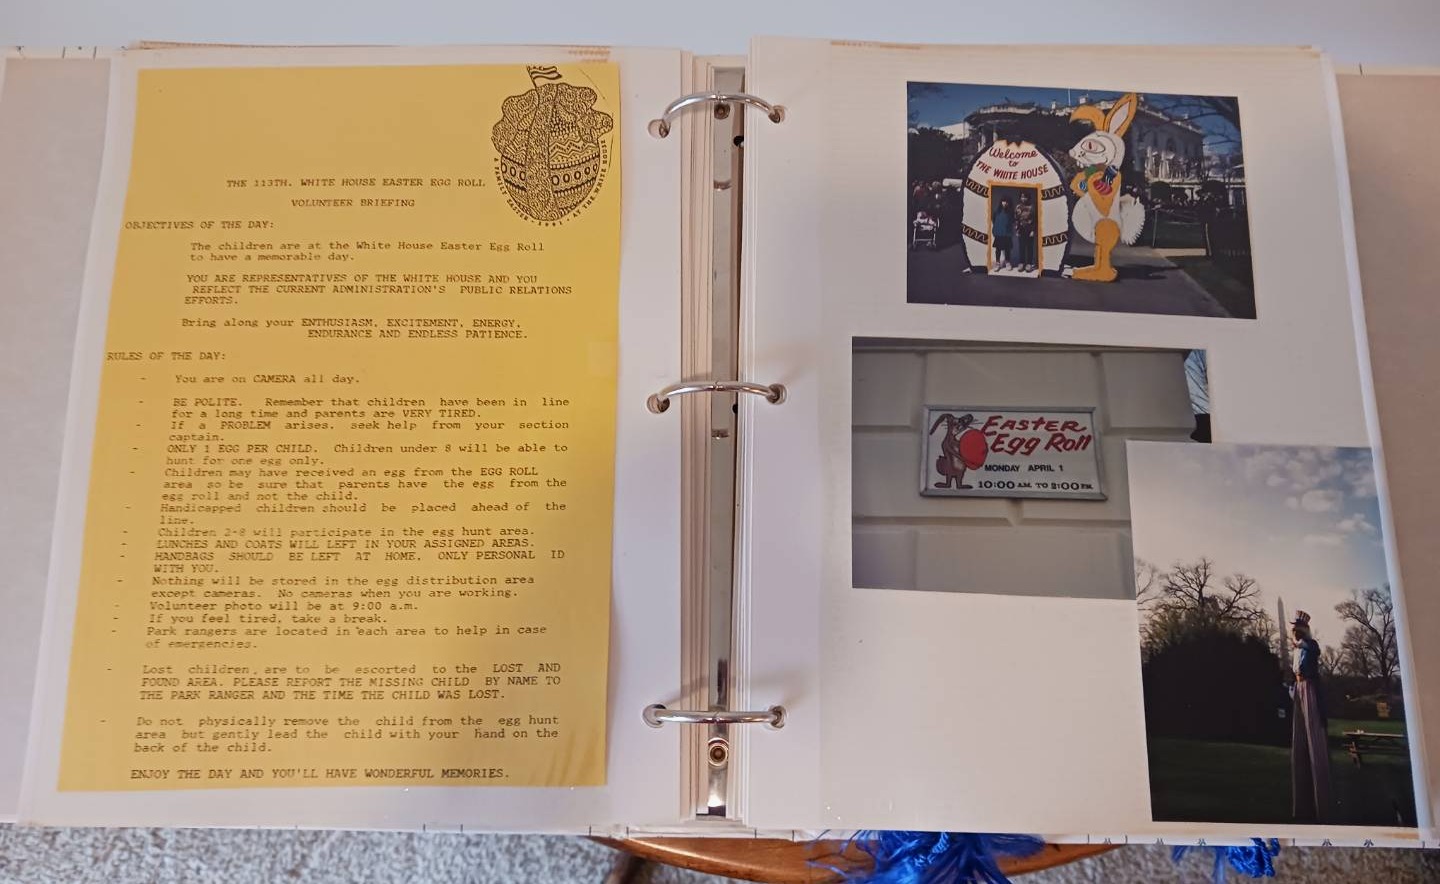 THE 113TH. WHITE HOUSE EASTER EGG ROLL
VOLUNTEER BRIEFING
A FAMILY EASTER • 1991 • AT THE WHITE HOUSE
OBJECTIVES OF THE DAY:
The children are at the White House Easter Egg Roll
to have a memorable day.
YOU ARE REPRESENTATIVES OF THE WHITE HOUSE AND YOU
REFLECT THE CURRENT ADMINISTRATION'S PUBLIC RELATIONS
EFFORTS.
Bring along your ENTHUSIASM, EXCITEMENT, ENERGY,
ENDURANCE AND ENDLESS PATIENCE.
RULES OF THE DAY:
- You are on CAMERA all day.
- BE POLITE. Remember that children have been in line
for a long time and parents are VERY TIRED.
- If a PROBLEM arises, seek help from your section
captain.
- ONLY 1 EGG PER CHILD. Children under 8 will be able to
hunt for one egg only.
- Children may have received an egg from the EGG ROLL
area so be sure that parents have the egg from the
egg roll and not the child.
- Handicapped children should be placed ahead of the
line.
- Children 2-8 will participate in the egg hunt area.
- LUNCHES AND COATS WILL LEFT IN YOUR ASSIGNED AREAS.
- HANDBAGS SHOULD BE LEFT AT HOME, ONLY PERSONAL ID
WITH YOU.
- Nothing will be stored in the egg distribution area
except cameras. No cameras when you are working.
- Volunteer photo will be at 9:00 a.m.
- If you feel tired, take a break.
- Park rangers are located in each area to help in case
of emergencies.
- Lost children are to be escorted to the LOST AND
FOUND AREA. PLEASE REPORT THE MISSING CHILD BY NAME TO
THE PARK RANGER AND THE TIME THE CHILD WAS LOST.
- Do not physically remove the child from the egg hunt
area but gently lead the child with your hand on the
back of the child.
ENJOY THE DAY AND YOU'LL HAVE WONDERFUL MEMORIES.
Welcome
to
THE WHITE HOUSE
EASTER
Egg Roll
MONDAY APRIL 1
10:00 A.M. TO 2:00 P.M.